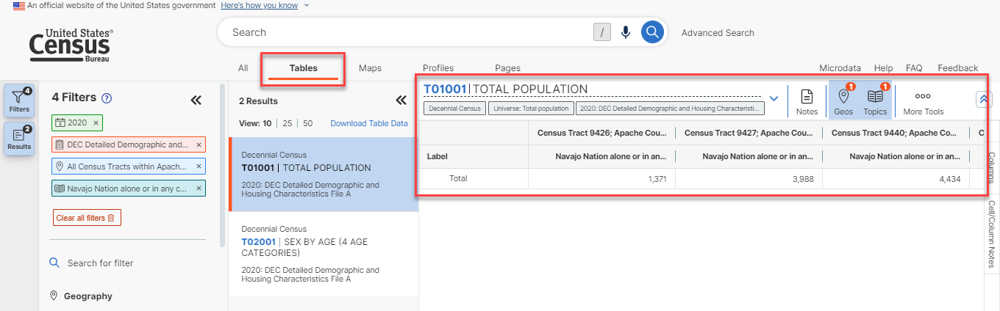 An official website of the United States government Here's how you know
United States®
Census
Bureau
Search
/
Advanced Search
All
Tables
Maps
Profiles
Pages
Microdata
Help
FAQ
Feedback
4
Filters
2
Results
4 Filters ?
2020 ×
DEC Detailed Demographic and... ×
All Census Tracts within Apach... ×
Navajo Nation alone or in any c... ×
Clear all filters
Search for filter
Geography
2 Results
View: 10 | 25 | 50 Download Table Data
Decennial Census
T01001 | TOTAL POPULATION
2020: DEC Detailed Demographic and
Housing Characteristics File A
Decennial Census
T02001 | SEX BY AGE (4 AGE
CATEGORIES)
2020: DEC Detailed Demographic and
Housing Characteristics File A
T01001 | TOTAL POPULATION
Decennial Census
Universe: Total population
2020: DEC Detailed Demographic and Housing Characteristi...
Notes
1
Geos
1
Topics
More Tools
Census Tract 9426; Apache Cou... Census Tract 9427; Apache Cou... Census Tract 9440; Apache Co... C
Label Navajo Nation alone or in an... Navajo Nation alone or in an... Navajo Nation alone or in an...
Total 1,371 3,988 4,434
Columns
Cell/Column Notes